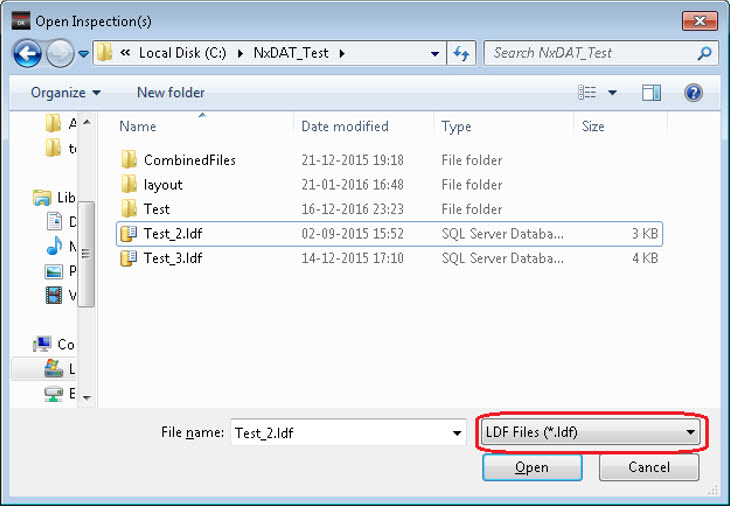 Open Inspection(s)
« Local Disk (C:) NxDAT_Test Search NxDAT_Test
Organize New folder
Name Date modified Type Size
CombinedFiles 21-12-2015 19:18 File folder
layout 21-01-2016 16:48 File folder
Test 16-12-2016 23:23 File folder
Test_2.ldf 02-09-2015 15:52 SQL Server Databa... 3 KB
Test_3.ldf 14-12-2015 17:10 SQL Server Databa... 4 KB
A
to
Lib
D
N
P
V
Co
L
E
File name: Test_2.ldf LDF Files (*.ldf)
Open Cancel